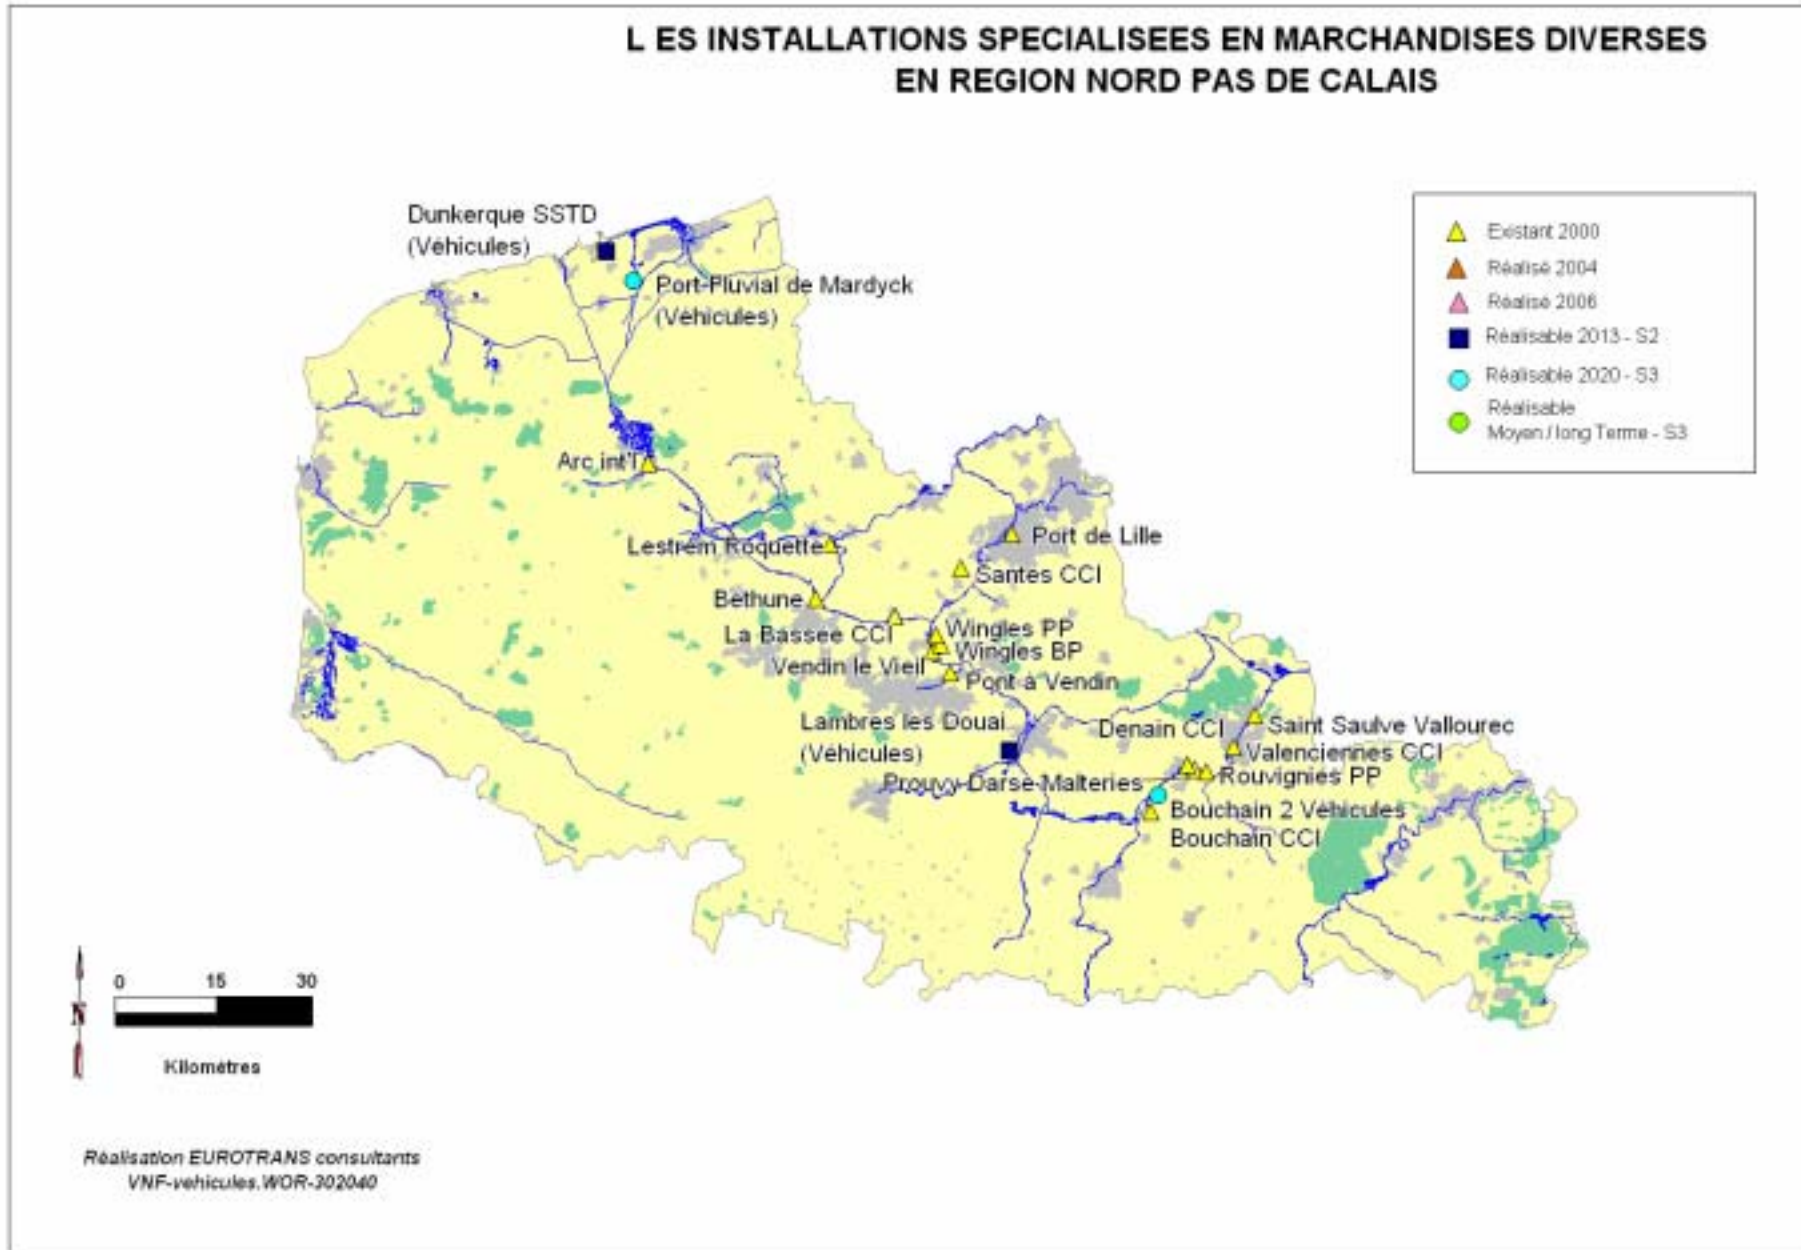 L ES INSTALLATIONS SPECIALISEES EN MARCHANDISES DIVERSES
EN REGION NORD PAS DE CALAIS
Existant 2000
Réalisé 2004
Réalisé 2006
Réalisable 2013 - S2
Réalisable 2020 - S3
Réalisable
Moyen / long Terme - S3
Dunkerque SSTD
(Véhicules)
Port-Fluvial de Mardyck
(Véhicules)
Arc int'l
Lestrem Roquette
Port de Lille
Santes CCI
Bethune
La Bassee CCI
Wingles PP
Wingles BP
Vendin le Vieil
Pont à Vendin
Lambres les Douai
(Véhicules)
Denain CCI
Saint Saulve Vallourec
Valenciennes CCI
Rouvignies PP
Prouvy Darse Malteries
Bouchain 2 Véhicules
Bouchain CCI
0 15 30
N
Kilométres
Réalisation EUROTRANS consultants
VNF-vehicules.WOR-302040